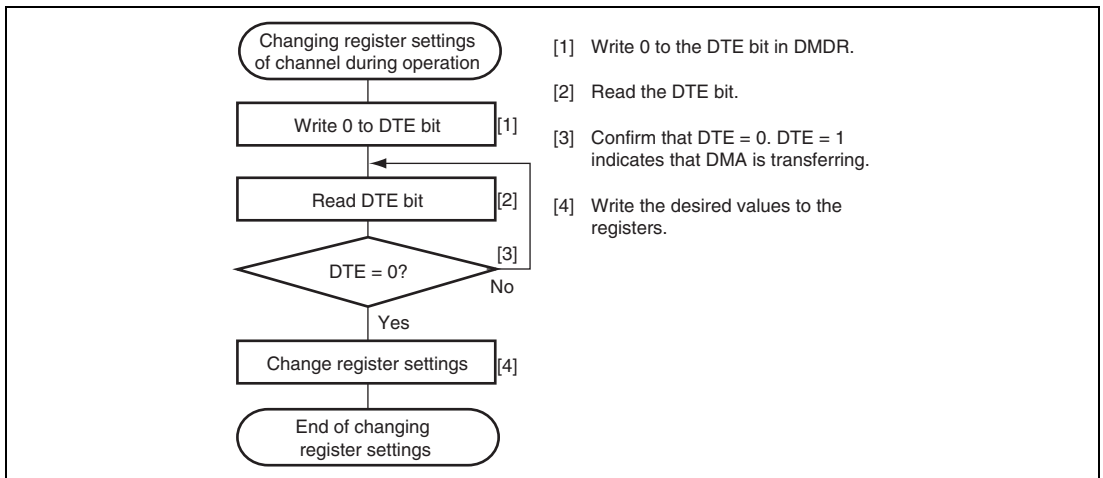 Changing register settings
of channel during operation
Write 0 to DTE bit
[1]
Read DTE bit
[2]
[3]
DTE = 0?
No
Yes
Change register settings
[4]
End of changing
register settings
[1] Write 0 to the DTE bit in DMDR.
[2] Read the DTE bit.
[3] Confirm that DTE = 0. DTE = 1
indicates that DMA is transferring.
[4] Write the desired values to the
registers.